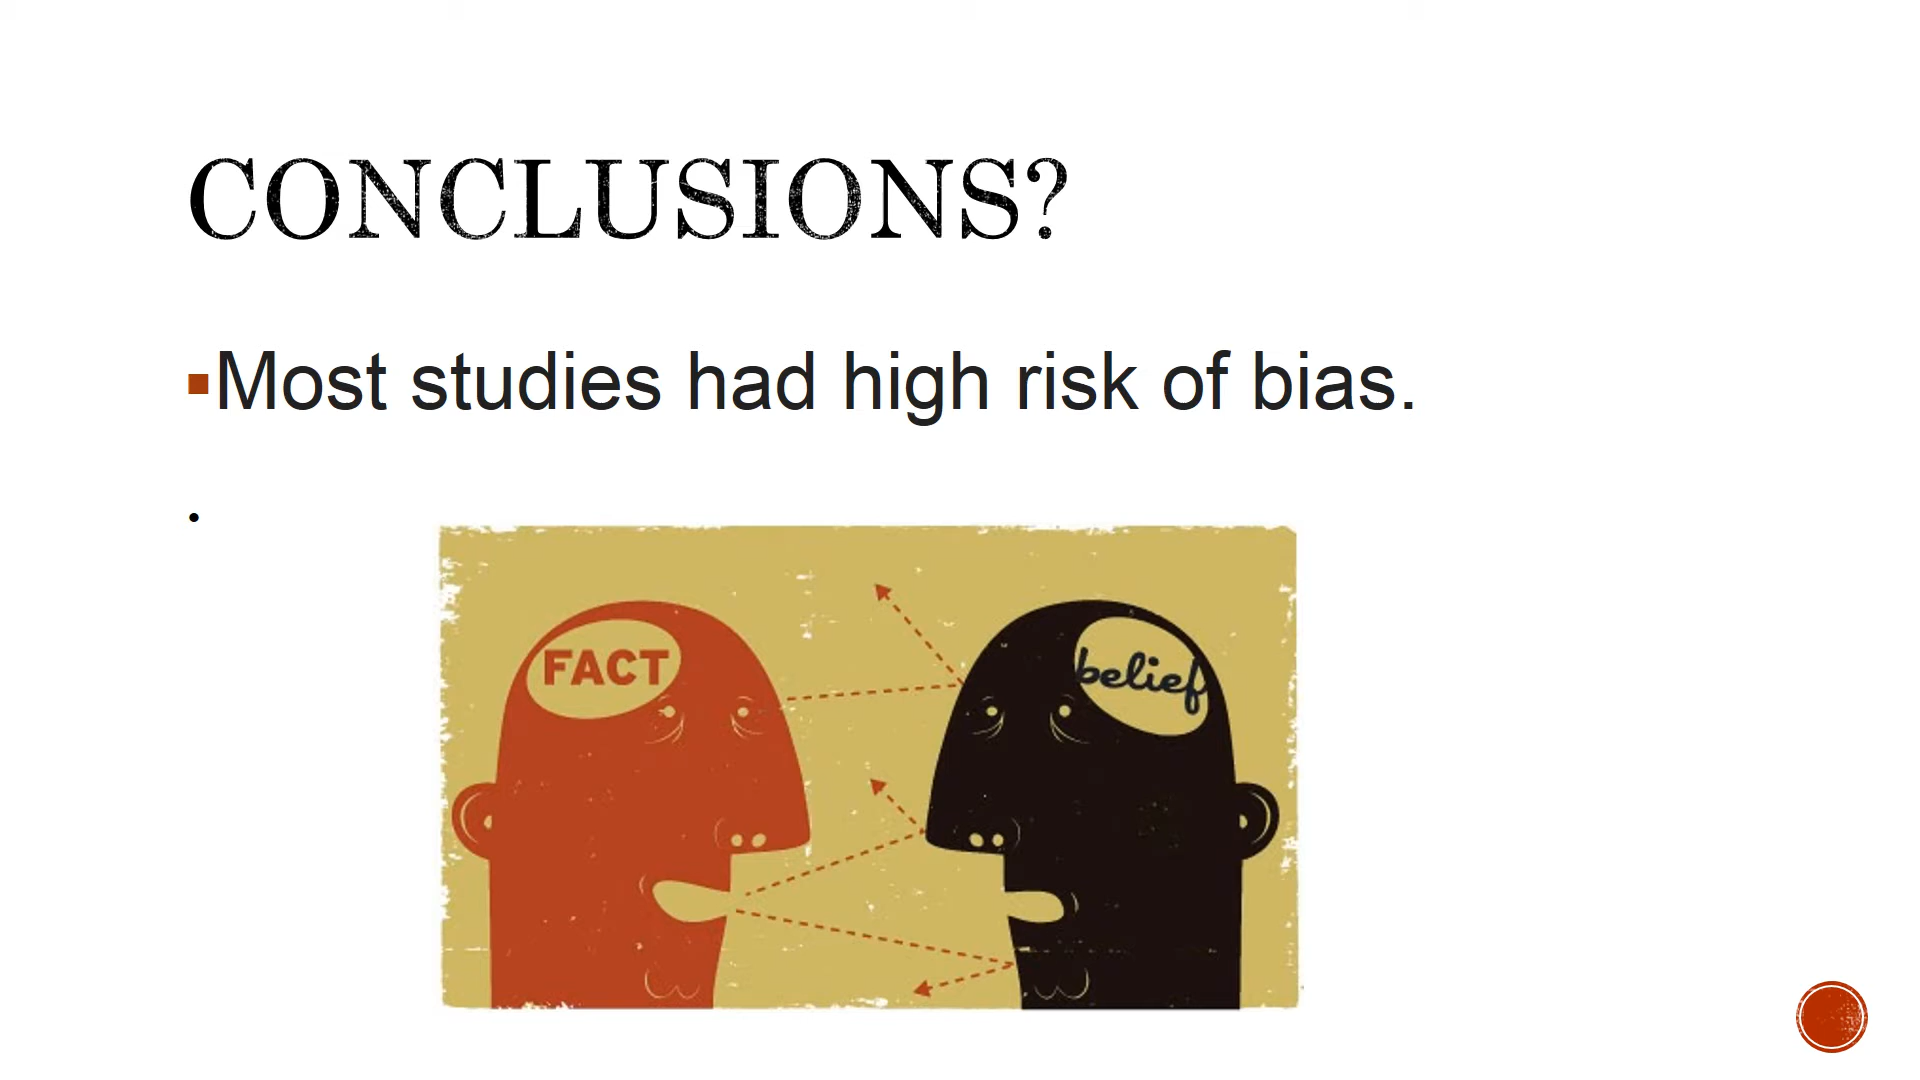 CONCLUSIONS?
▪Most studies had high risk of bias.
•
FACT
belief